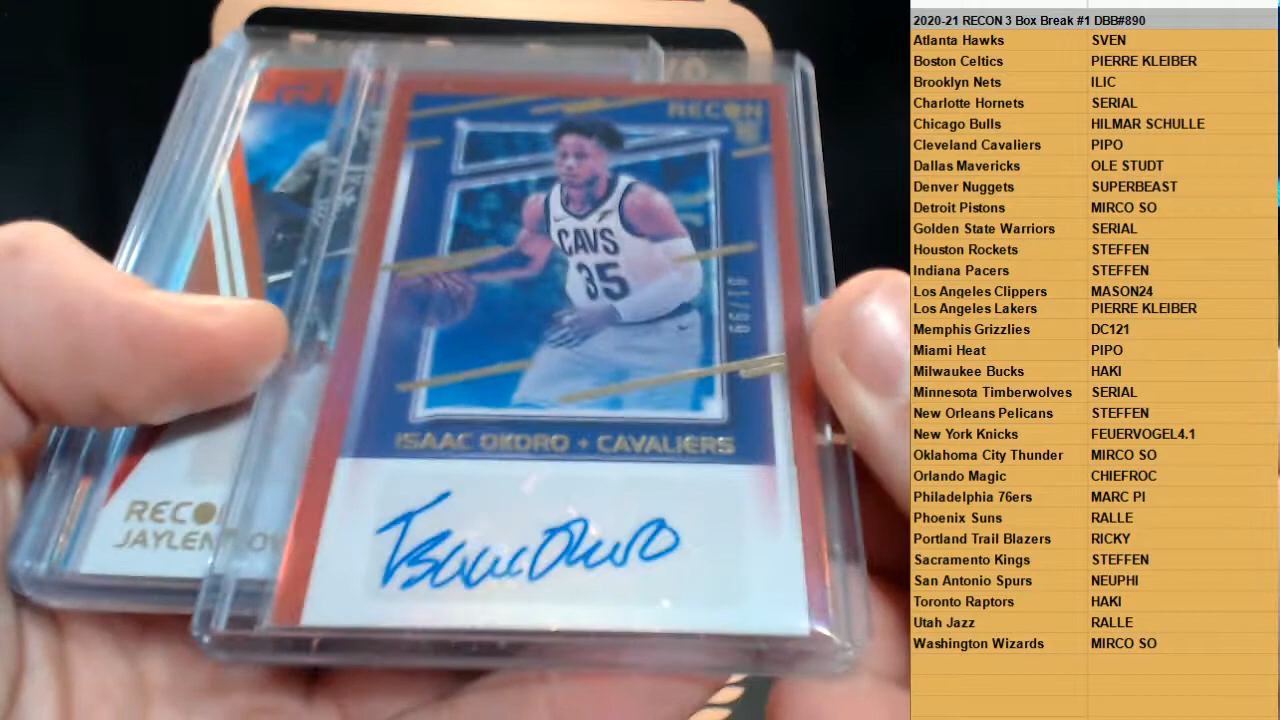 RECON
CAVS
35
ISAAC OKORO • CAVALIERS
Isaac Okoro
JAYLEN
2020-21 RECON 3 Box Break #1 DBB#890
Atlanta Hawks SVEN
Boston Celtics PIERRE KLEIBER
Brooklyn Nets ILIC
Charlotte Hornets SERIAL
Chicago Bulls HILMAR SCHULLE
Cleveland Cavaliers PIPO
Dallas Mavericks OLE STUDT
Denver Nuggets SUPERBEAST
Detroit Pistons MIRCO SO
Golden State Warriors SERIAL
Houston Rockets STEFFEN
Indiana Pacers STEFFEN
Los Angeles Clippers MASON24
Los Angeles Lakers PIERRE KLEIBER
Memphis Grizzlies DC121
Miami Heat PIPO
Milwaukee Bucks HAKI
Minnesota Timberwolves SERIAL
New Orleans Pelicans STEFFEN
New York Knicks FEUERVOGEL4.1
Oklahoma City Thunder MIRCO SO
Orlando Magic CHIEFROC
Philadelphia 76ers MARC PI
Phoenix Suns RALLE
Portland Trail Blazers RICKY
Sacramento Kings STEFFEN
San Antonio Spurs NEUPHI
Toronto Raptors HAKI
Utah Jazz RALLE
Washington Wizards MIRCO SO